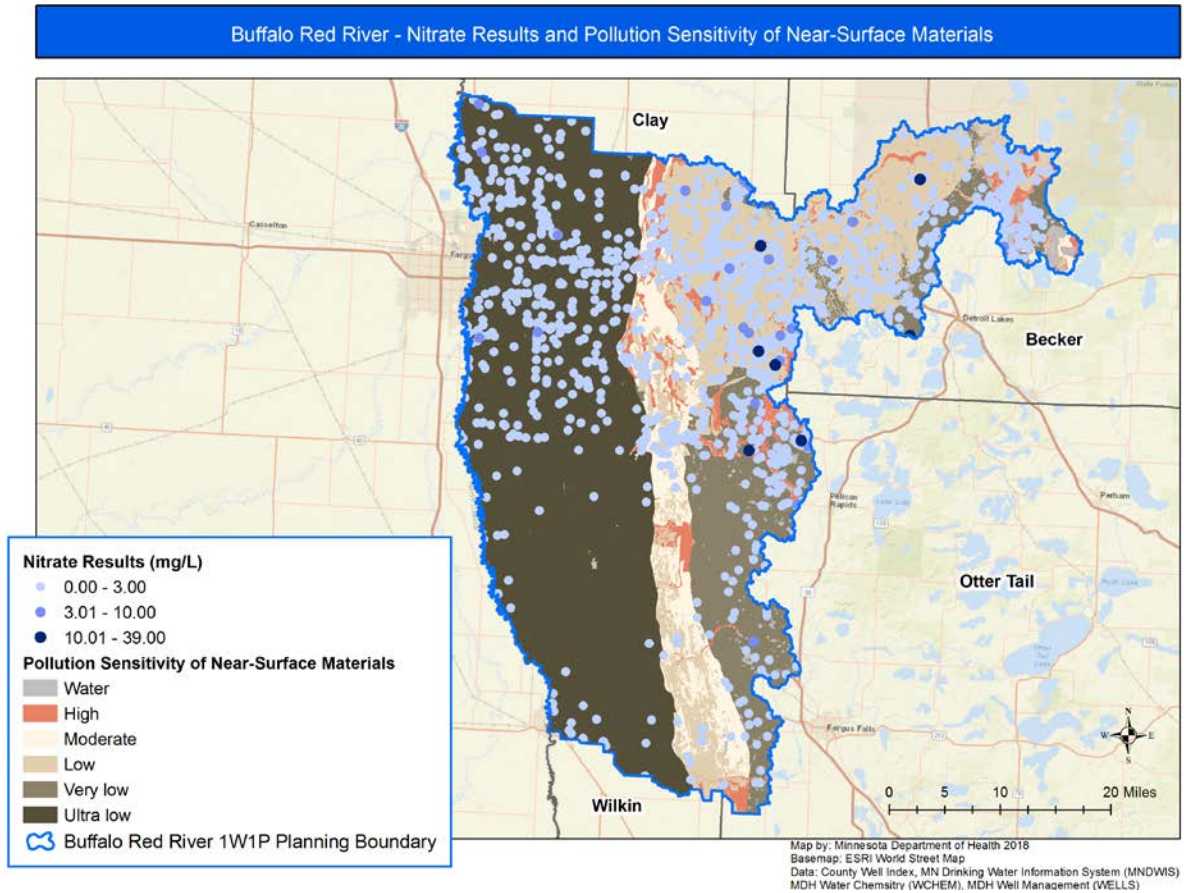 Buffalo Red River - Nitrate Results and Pollution Sensitivity of Near-Surface Materials
Clay
Casselton
Fargo
Detroit Lakes
Becker
Pelican
Rapids
Perham
Otter Tail
Otter
Tail
Lake
Fergus Falls
Wilkin
N
W
E
S
0 5 10 20 Miles
Nitrate Results (mg/L)
0.00 - 3.00
3.01 - 10.00
10.01 - 39.00
Pollution Sensitivity of Near-Surface Materials
Water
High
Moderate
Low
Very low
Ultra low
Buffalo Red River 1W1P Planning Boundary
Map by: Minnesota Department of Health 2018
Basemap: ESRI World Street Map
Data: County Well Index, MN Drinking Water Information System (MNDWIS)
MDH Water Chemsitry (WCHEM), MDH Well Management (WELLS)